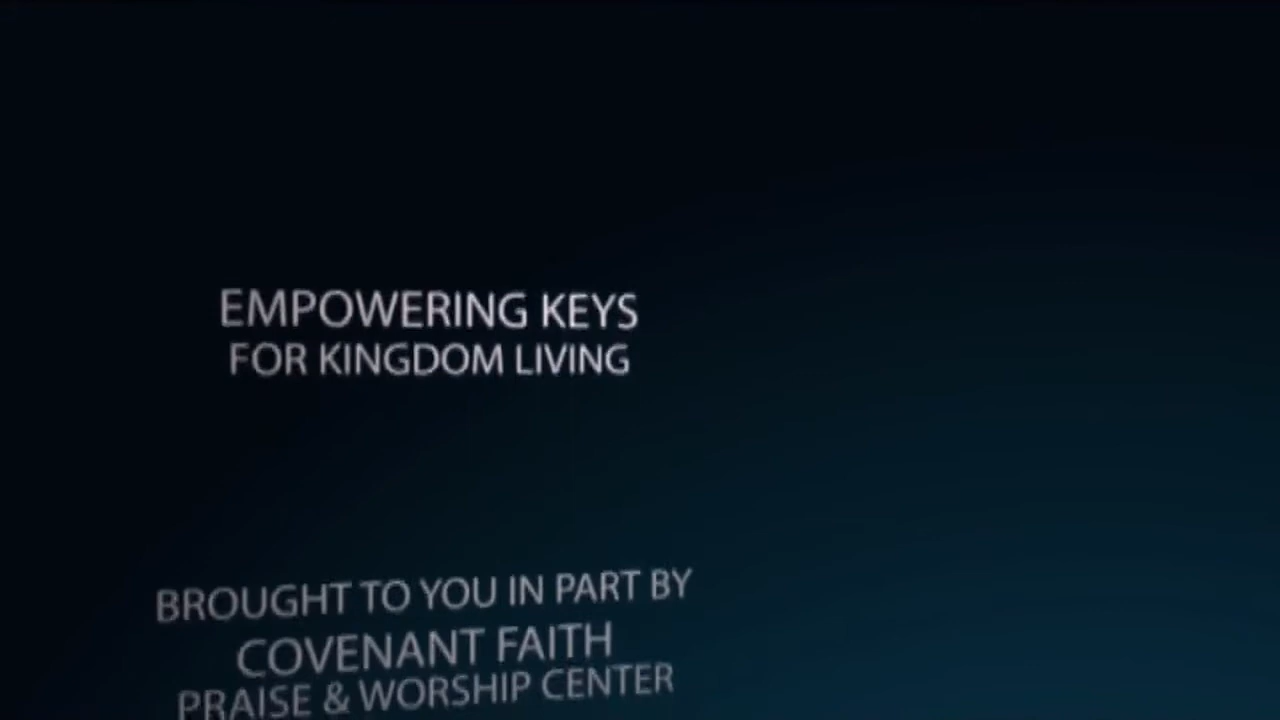 EMPOWERING KEYS
FOR KINGDOM LIVING
BROUGHT TO YOU IN PART BY
COVENANT FAITH
PRAISE & WORSHIP CENTER